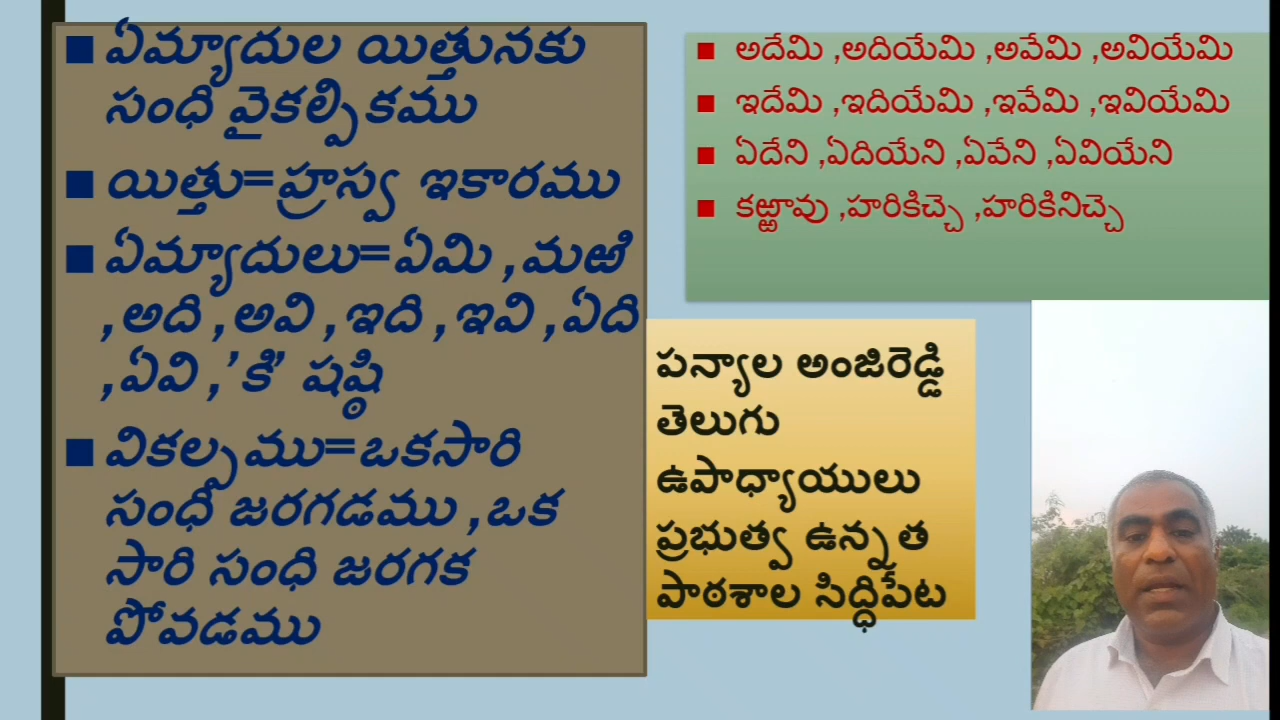 ఏమ్యాదుల యిత్తునకు
సంధి వైకల్పికము
యిత్తు=హ్రస్వ ఇకారము
ఏమ్యాదులు=ఏమి ,మఱి
,అది ,అవి ,ఇది ,ఇవి ,ఏది
,ఏవి ,’కి’ షష్ఠి
వికల్పము=ఒకసారి
సంధి జరగడము ,ఒక
సారి సంధి జరగక
పోవడము
అదేమి ,అదియేమి ,అవేమి ,అవియేమి
ఇదేమి ,ఇదియేమి ,ఇవేమి ,ఇవియేమి
ఏదేని ,ఏదియేని ,ఏవేని ,ఏవియేని
కఱ్ఱావు ,హరికిచ్చె ,హరికినిచ్చె
పన్యాల అంజిరెడ్డి
తెలుగు
ఉపాధ్యాయులు
ప్రభుత్వ ఉన్నత
పాఠశాల సిద్ధిపేట